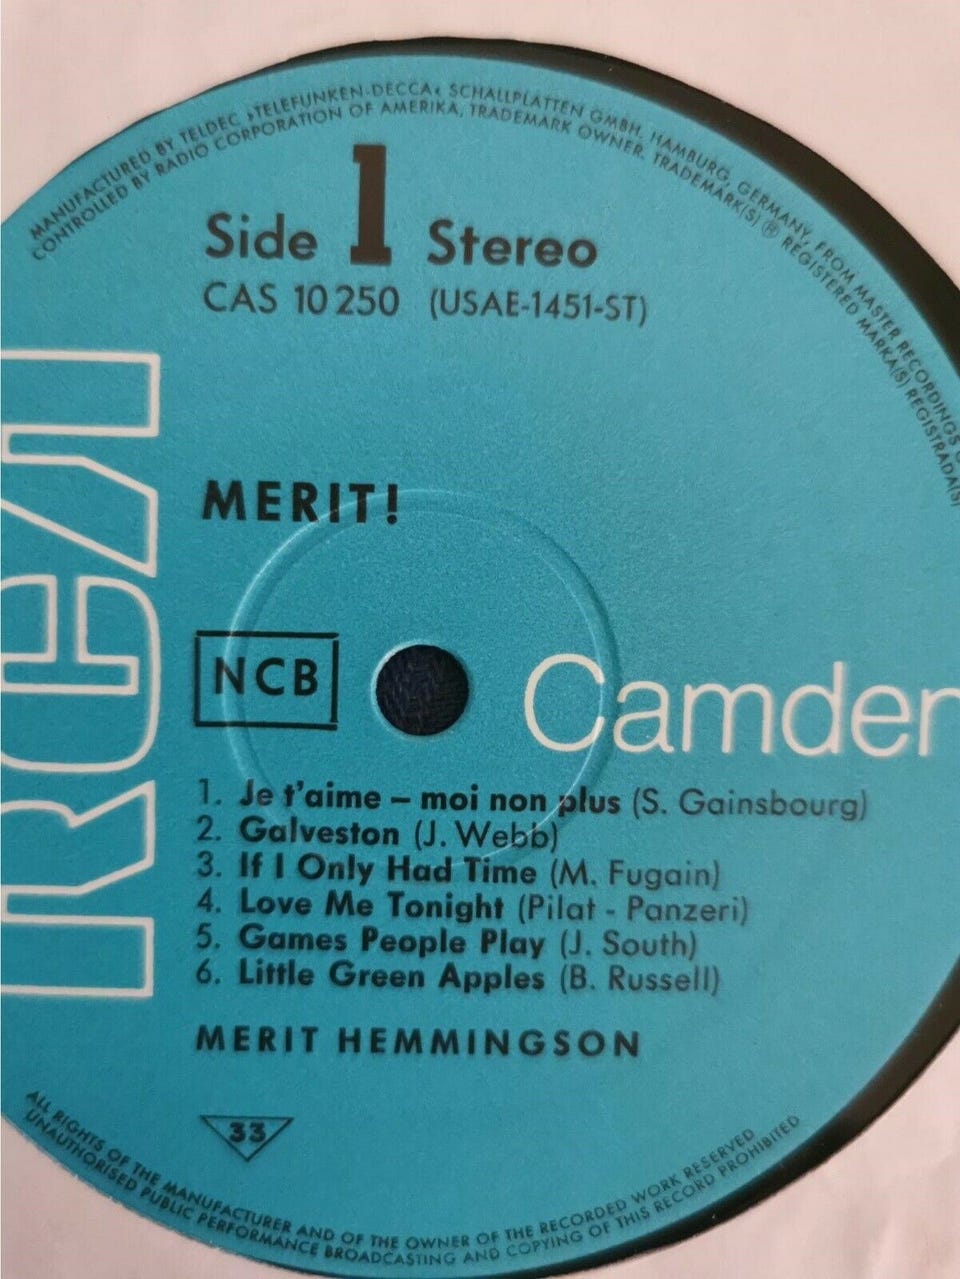 MANUFACTURED BY TELDEC »TELEFUNKEN-DECCA« SCHALLPLATTEN GMBH. HAMBURG, GERMANY, FROM MASTER RECORDINGS
CONTROLLED BY RADIO CORPORATION OF AMERIKA, TRADEMARK OWNER. TRADEMARK(S) ® REGISTERED MARKA(S) REGISTRADA(S)
Side 1 Stereo
CAS 10 250 (USAE-1451-ST)
RCA
MERIT!
NCB
Camden
1. Je t'aime – moi non plus (S. Gainsbourg)
2. Galveston (J. Webb)
3. If I Only Had Time (M. Fugain)
4. Love Me Tonight (Pilat - Panzeri)
5. Games People Play (J. South)
6. Little Green Apples (B. Russell)
MERIT HEMMINGSON
33
ALL RIGHTS OF THE MANUFACTURER AND OF THE OWNER OF THE RECORDED WORK RESERVED
UNAUTHORISED PUBLIC PERFORMANCE BROADCASTING AND COPYING OF THIS RECORD PROHIBITED